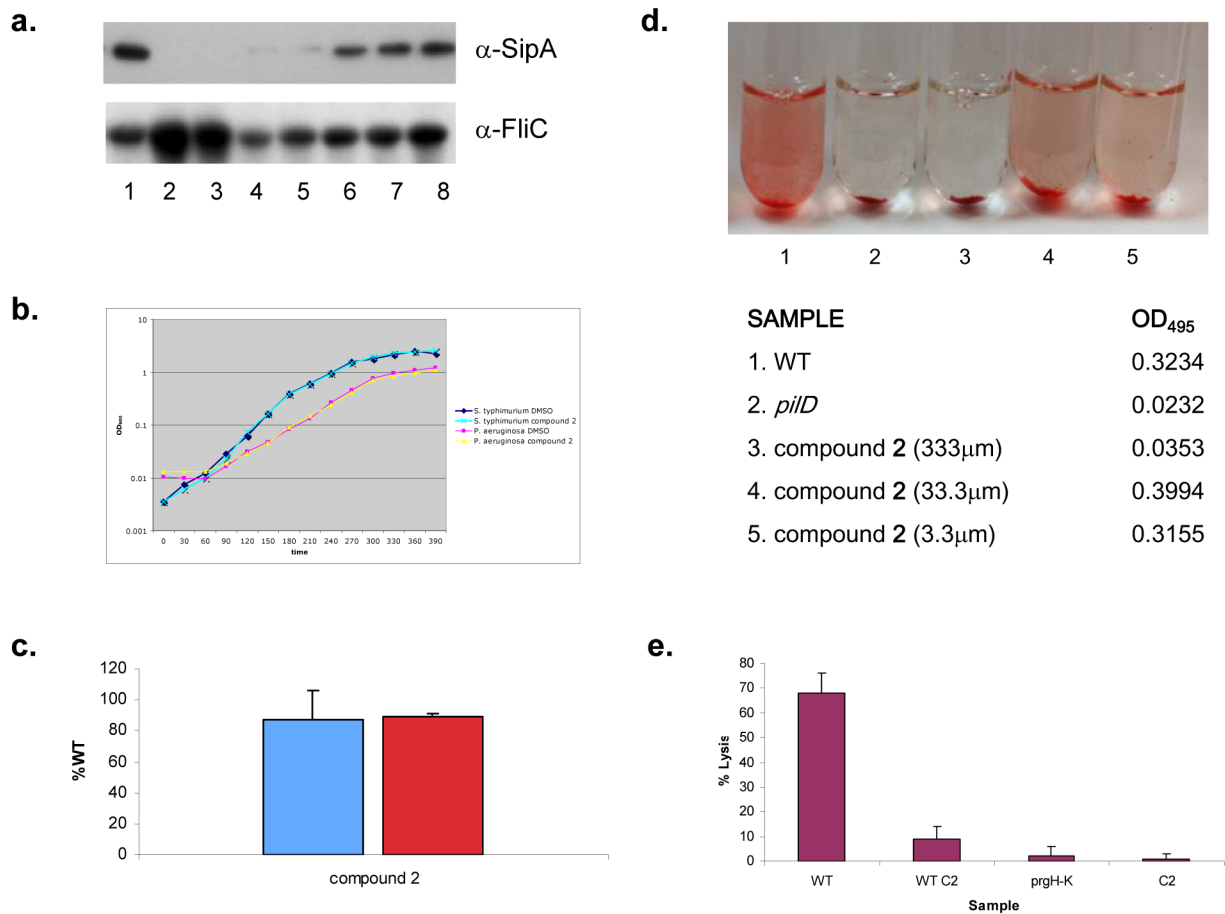 a.
α-SipA
α-FliC
1 2 3 4 5 6 7 8
b.
10
1
0.1
0.01
0.001
OD₆₀₀
0 30 60 90 120 150 180 210 240 270 300 330 360 390
time
S. typhimurium DMSO
S. typhimurium compound 2
P. aeruginosa DMSO
P. aeruginosa compound 2
c.
120
100
80
60
40
20
0
%WT
compound 2
d.
1 2 3 4 5
SAMPLE OD₄₉₅
1. WT 0.3234
2. pilD 0.0232
3. compound 2 (333μm) 0.0353
4. compound 2 (33.3μm) 0.3994
5. compound 2 (3.3μm) 0.3155
e.
80
70
60
50
40
30
20
10
0
% Lysis
WT WT C2 prgH-K C2
Sample